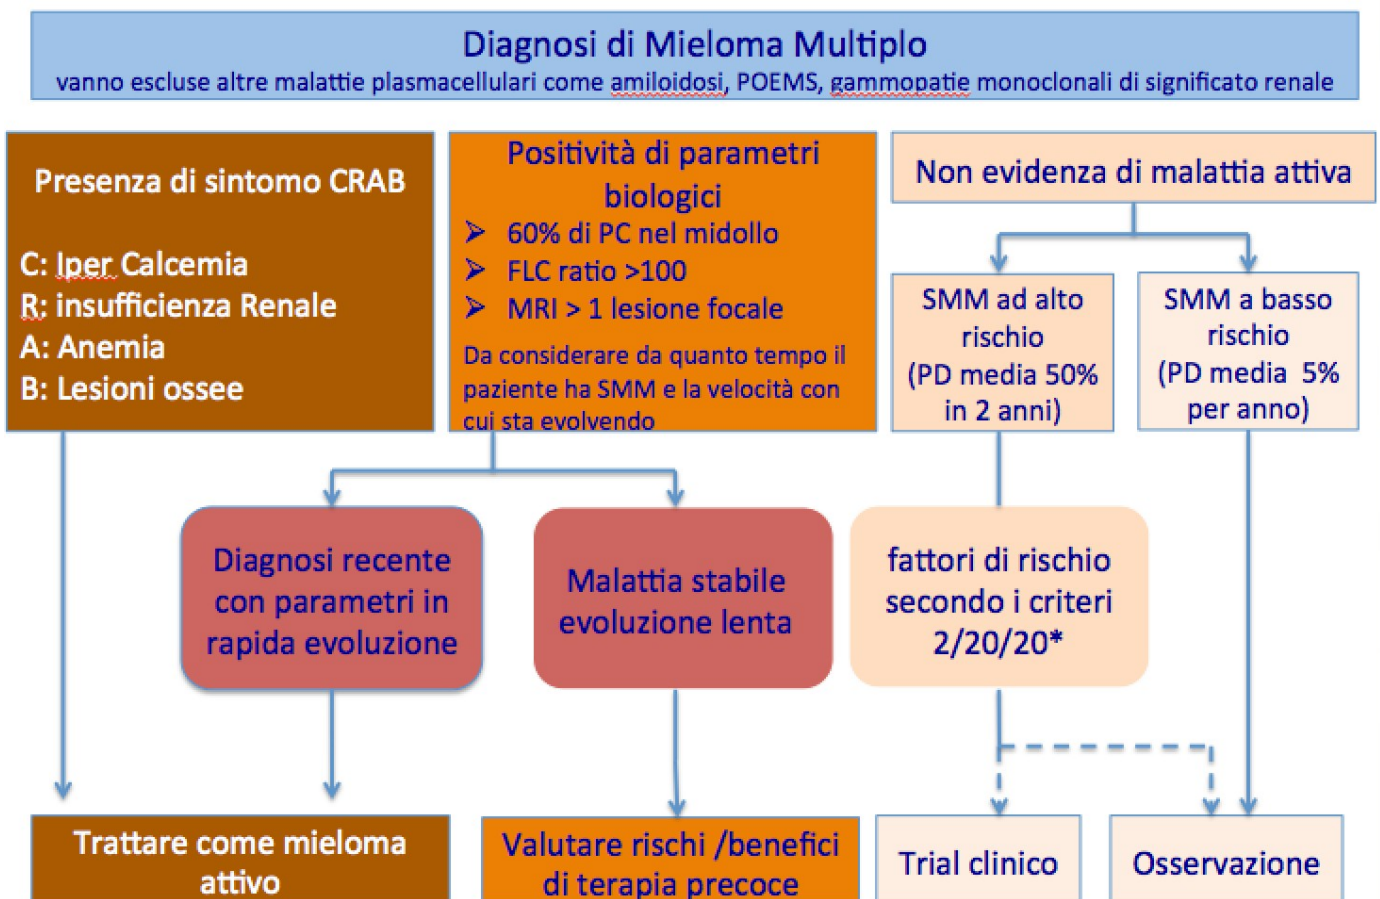 Diagnosi di Mieloma Multiplo
vanno escluse altre malattie plasmacellulari come amiloidosi, POEMS, gammopatie monoclonali di significato renale
Presenza di sintomo CRAB
C: Iper Calcemia
R: insufficienza Renale
A: Anemia
B: Lesioni ossee
Positività di parametri
biologici
➢ 60% di PC nel midollo
➢ FLC ratio >100
➢ MRI > 1 lesione focale
Da considerare da quanto tempo il
paziente ha SMM e la velocità con
cui sta evolvendo
Non evidenza di malattia attiva
SMM ad alto
rischio
(PD media 50%
in 2 anni)
SMM a basso
rischio
(PD media 5%
per anno)
Diagnosi recente
con parametri in
rapida evoluzione
Malattia stabile
evoluzione lenta
fattori di rischio
secondo i criteri
2/20/20*
Trattare come mieloma
attivo
Valutare rischi /benefici
di terapia precoce
Trial clinico
Osservazione